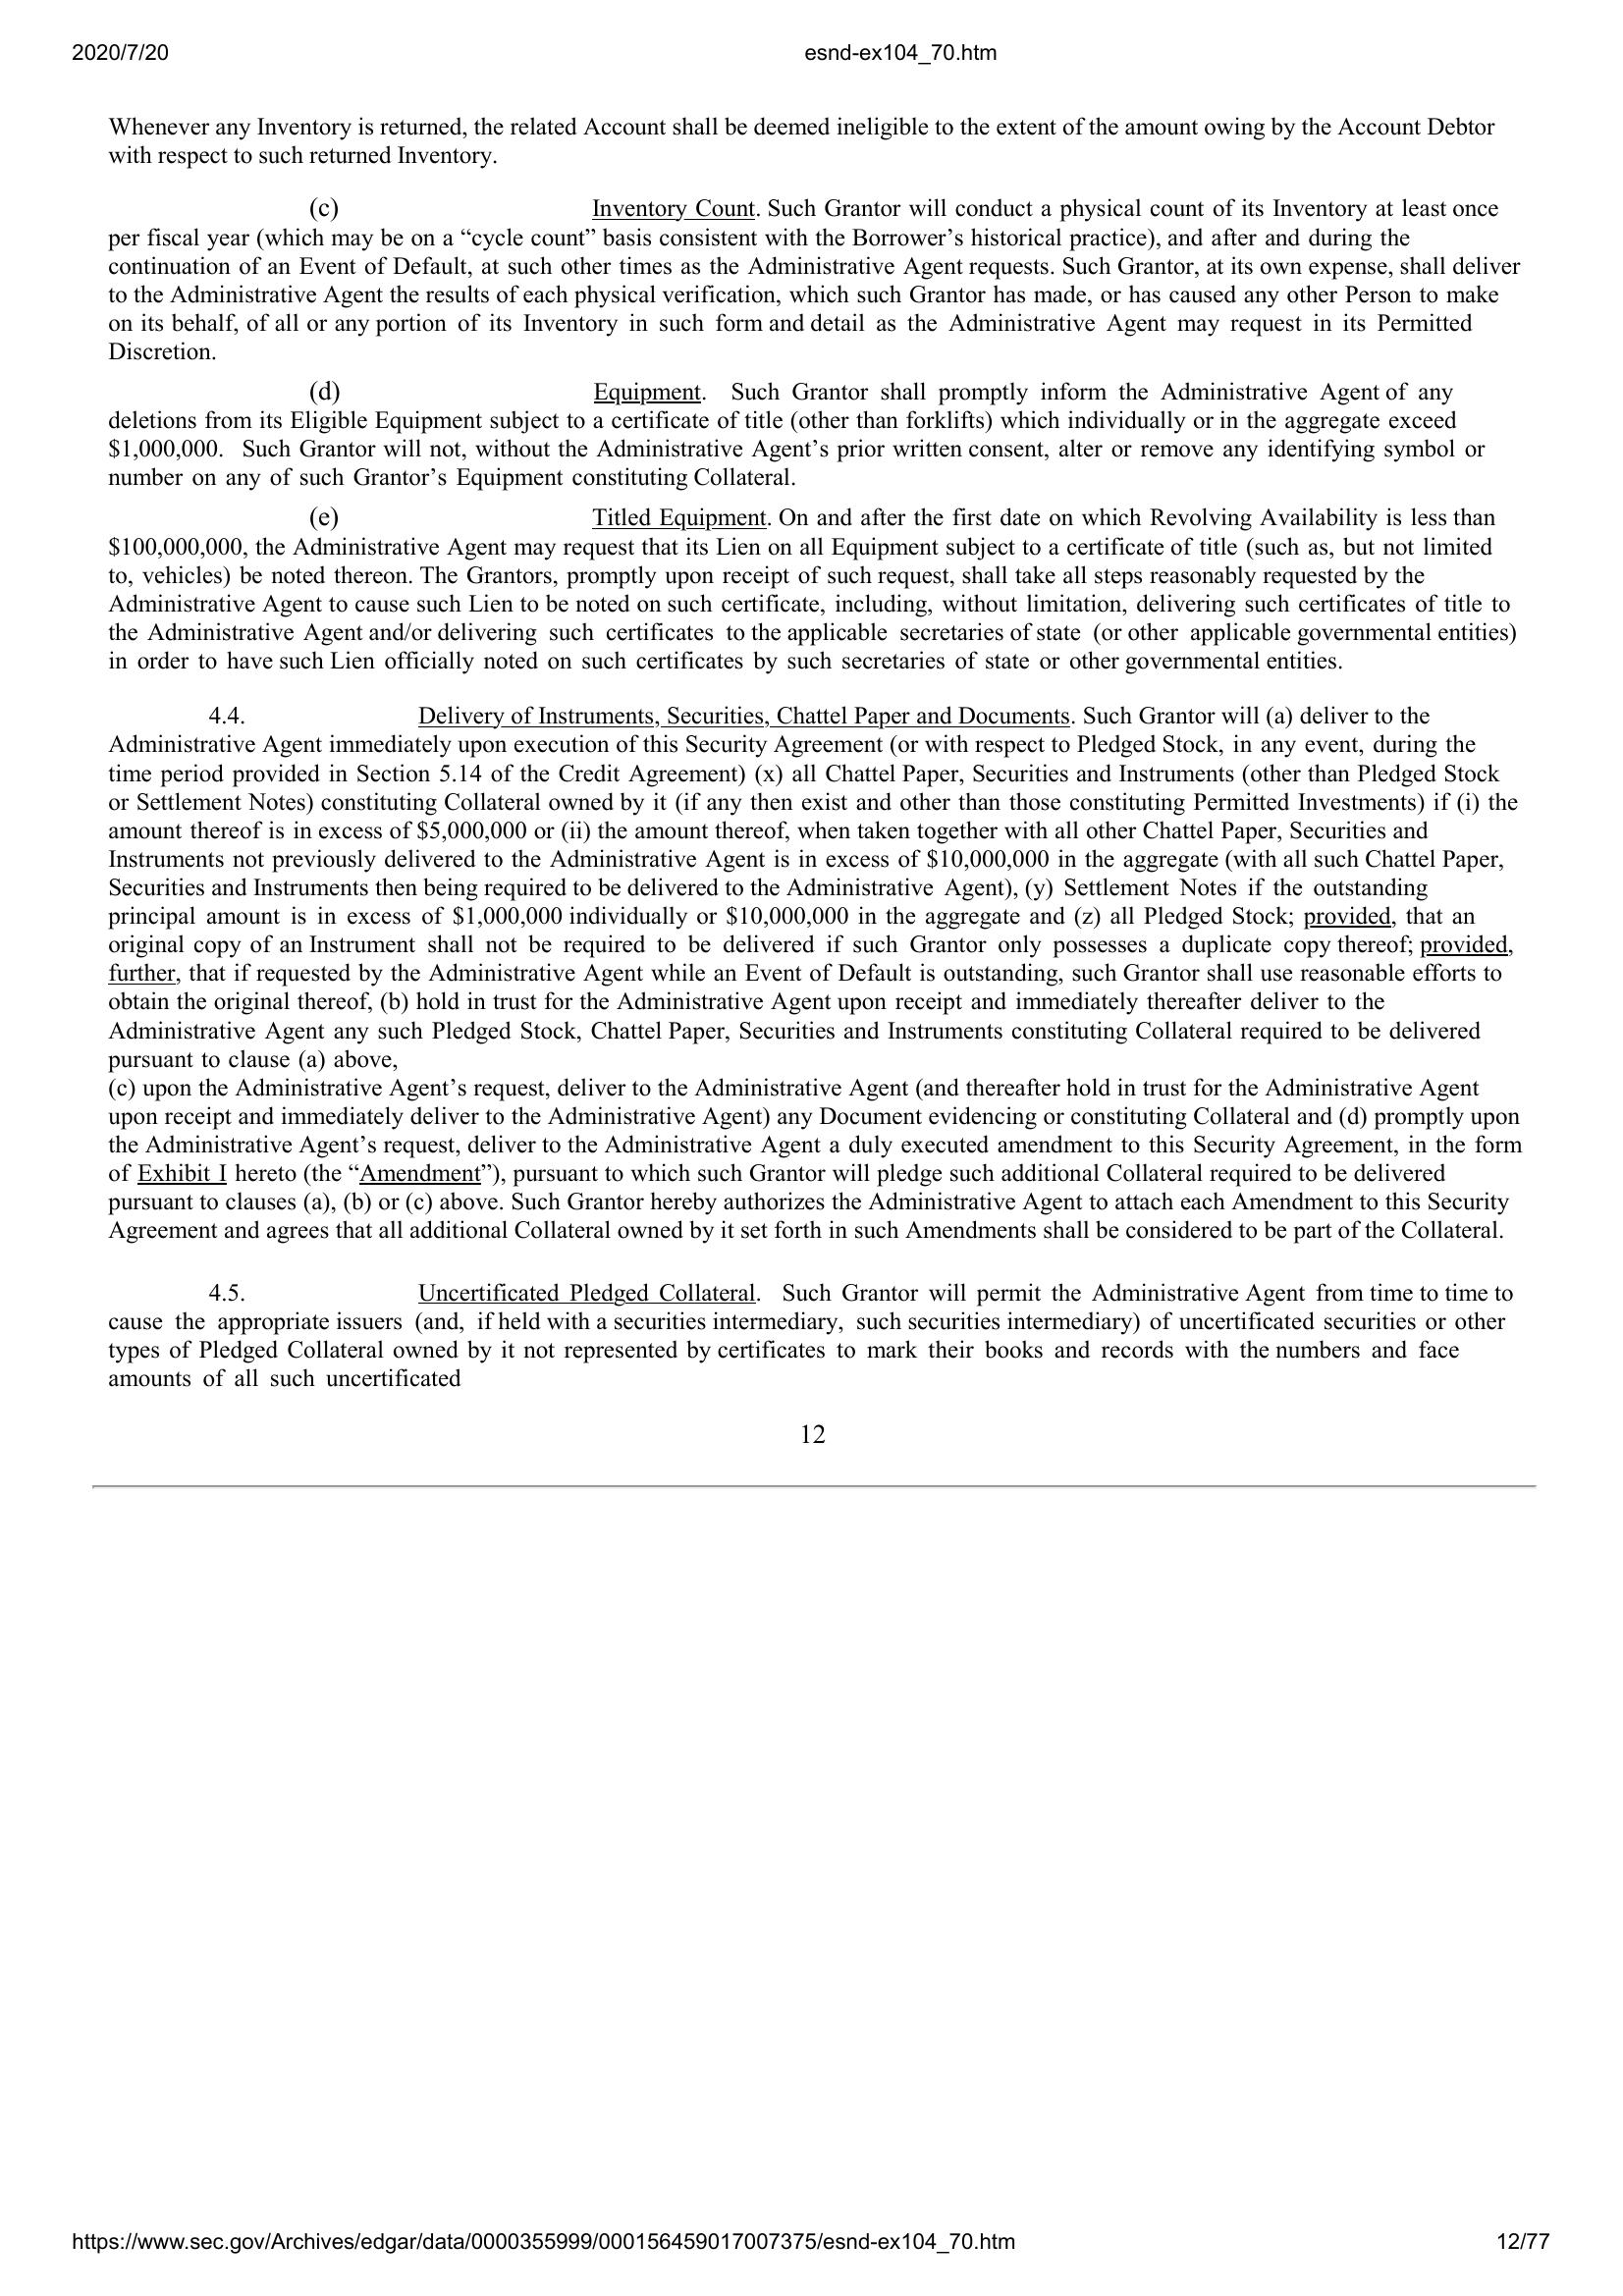 2020/7/20 esnd-ex104_70.htm
Whenever any Inventory is returned, the related Account shall be deemed ineligible to the extent of the amount owing by the Account Debtor
with respect to such returned Inventory.
(c) Inventory Count. Such Grantor will conduct a physical count of its Inventory at least once
per fiscal year (which may be on a “cycle count” basis consistent with the Borrower’s historical practice), and after and during the
continuation of an Event of Default, at such other times as the Administrative Agent requests. Such Grantor, at its own expense, shall deliver
to the Administrative Agent the results of each physical verification, which such Grantor has made, or has caused any other Person to make
on its behalf, of all or any portion of its Inventory in such form and detail as the Administrative Agent may request in its Permitted
Discretion.
(d) Equipment. Such Grantor shall promptly inform the Administrative Agent of any
deletions from its Eligible Equipment subject to a certificate of title (other than forklifts) which individually or in the aggregate exceed
$1,000,000. Such Grantor will not, without the Administrative Agent’s prior written consent, alter or remove any identifying symbol or
number on any of such Grantor’s Equipment constituting Collateral.
(e) Titled Equipment. On and after the first date on which Revolving Availability is less than
$100,000,000, the Administrative Agent may request that its Lien on all Equipment subject to a certificate of title (such as, but not limited
to, vehicles) be noted thereon. The Grantors, promptly upon receipt of such request, shall take all steps reasonably requested by the
Administrative Agent to cause such Lien to be noted on such certificate, including, without limitation, delivering such certificates of title to
the Administrative Agent and/or delivering such certificates to the applicable secretaries of state (or other applicable governmental entities)
in order to have such Lien officially noted on such certificates by such secretaries of state or other governmental entities.
4.4. Delivery of Instruments, Securities, Chattel Paper and Documents. Such Grantor will (a) deliver to the
Administrative Agent immediately upon execution of this Security Agreement (or with respect to Pledged Stock, in any event, during the
time period provided in Section 5.14 of the Credit Agreement) (x) all Chattel Paper, Securities and Instruments (other than Pledged Stock
or Settlement Notes) constituting Collateral owned by it (if any then exist and other than those constituting Permitted Investments) if (i) the
amount thereof is in excess of $5,000,000 or (ii) the amount thereof, when taken together with all other Chattel Paper, Securities and
Instruments not previously delivered to the Administrative Agent is in excess of $10,000,000 in the aggregate (with all such Chattel Paper,
Securities and Instruments then being required to be delivered to the Administrative Agent), (y) Settlement Notes if the outstanding
principal amount is in excess of $1,000,000 individually or $10,000,000 in the aggregate and (z) all Pledged Stock; provided, that an
original copy of an Instrument shall not be required to be delivered if such Grantor only possesses a duplicate copy thereof; provided,
further, that if requested by the Administrative Agent while an Event of Default is outstanding, such Grantor shall use reasonable efforts to
obtain the original thereof, (b) hold in trust for the Administrative Agent upon receipt and immediately thereafter deliver to the
Administrative Agent any such Pledged Stock, Chattel Paper, Securities and Instruments constituting Collateral required to be delivered
pursuant to clause (a) above,
(c) upon the Administrative Agent’s request, deliver to the Administrative Agent (and thereafter hold in trust for the Administrative Agent
upon receipt and immediately deliver to the Administrative Agent) any Document evidencing or constituting Collateral and (d) promptly upon
the Administrative Agent’s request, deliver to the Administrative Agent a duly executed amendment to this Security Agreement, in the form
of Exhibit I hereto (the “Amendment”), pursuant to which such Grantor will pledge such additional Collateral required to be delivered
pursuant to clauses (a), (b) or (c) above. Such Grantor hereby authorizes the Administrative Agent to attach each Amendment to this Security
Agreement and agrees that all additional Collateral owned by it set forth in such Amendments shall be considered to be part of the Collateral.
4.5. Uncertificated Pledged Collateral. Such Grantor will permit the Administrative Agent from time to time to
cause the appropriate issuers (and, if held with a securities intermediary, such securities intermediary) of uncertificated securities or other
types of Pledged Collateral owned by it not represented by certificates to mark their books and records with the numbers and face
amounts of all such uncertificated
12
https://www.sec.gov/Archives/edgar/data/0000355999/000156459017007375/esnd-ex104_70.htm 12/77